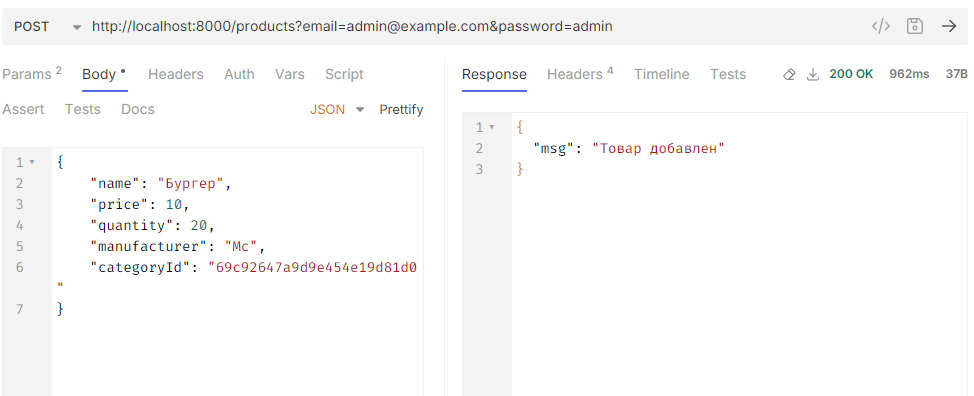 POST http://localhost:8000/products?email=admin@example.com&password=admin
Params 2 Body Headers Auth Vars Script
Assert Tests Docs JSON Prettify
1 {
2 "name": "Бургер",
3 "price": 10,
4 "quantity": 20,
5 "manufacturer": "Mc",
6 "categoryId": "69c92647a9d9e454e19d81d0
"
7 }
Response Headers 4 Timeline Tests 200 OK 962ms 37B
1 {
2 "msg": "Товар добавлен"
3 }